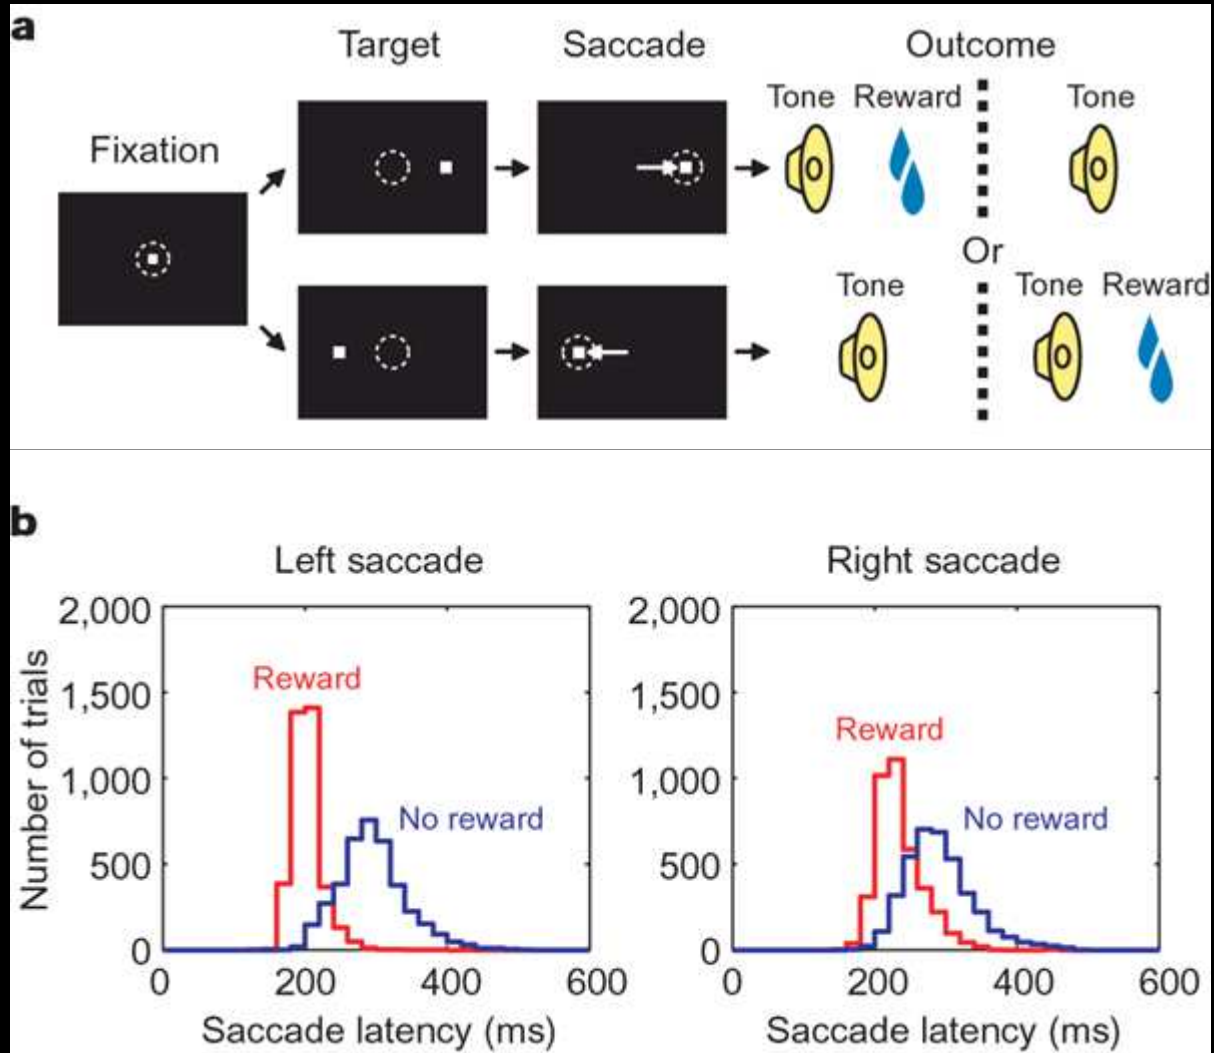 a
Target Saccade Outcome
Tone Reward Tone
Fixation
Or
Tone Tone Reward
b
Left saccade Right saccade
Number of trials
2,000
1,500
1,000
500
0
Reward
No reward
0 200 400 600
Saccade latency (ms)
2,000
1,500
1,000
500
0
Reward
No reward
0 200 400 600
Saccade latency (ms)